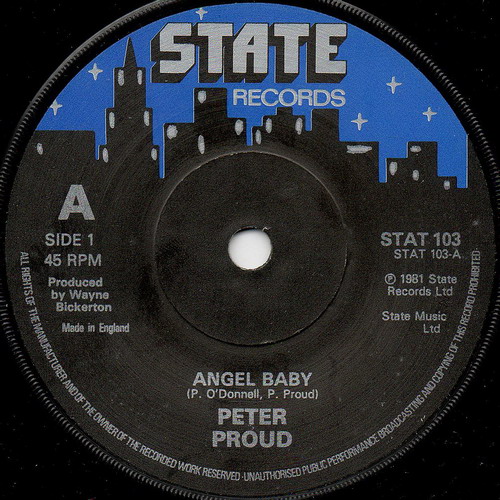 STATE
RECORDS
A
SIDE 1
45 RPM
Produced
by Wayne
Bickerton
Made in England
STAT 103
STAT 103-A
℗ 1981 State
Records Ltd
State Music
Ltd
ANGEL BABY
(P. O'Donnell, P. Proud)
PETER
PROUD
ALL RIGHTS OF THE MANUFACTURER AND OF THE OWNER OF THE RECORDED WORK RESERVED · UNAUTHORISED PUBLIC PERFORMANCE BROADCASTING AND COPYING OF THIS RECORD PROHIBITED ·